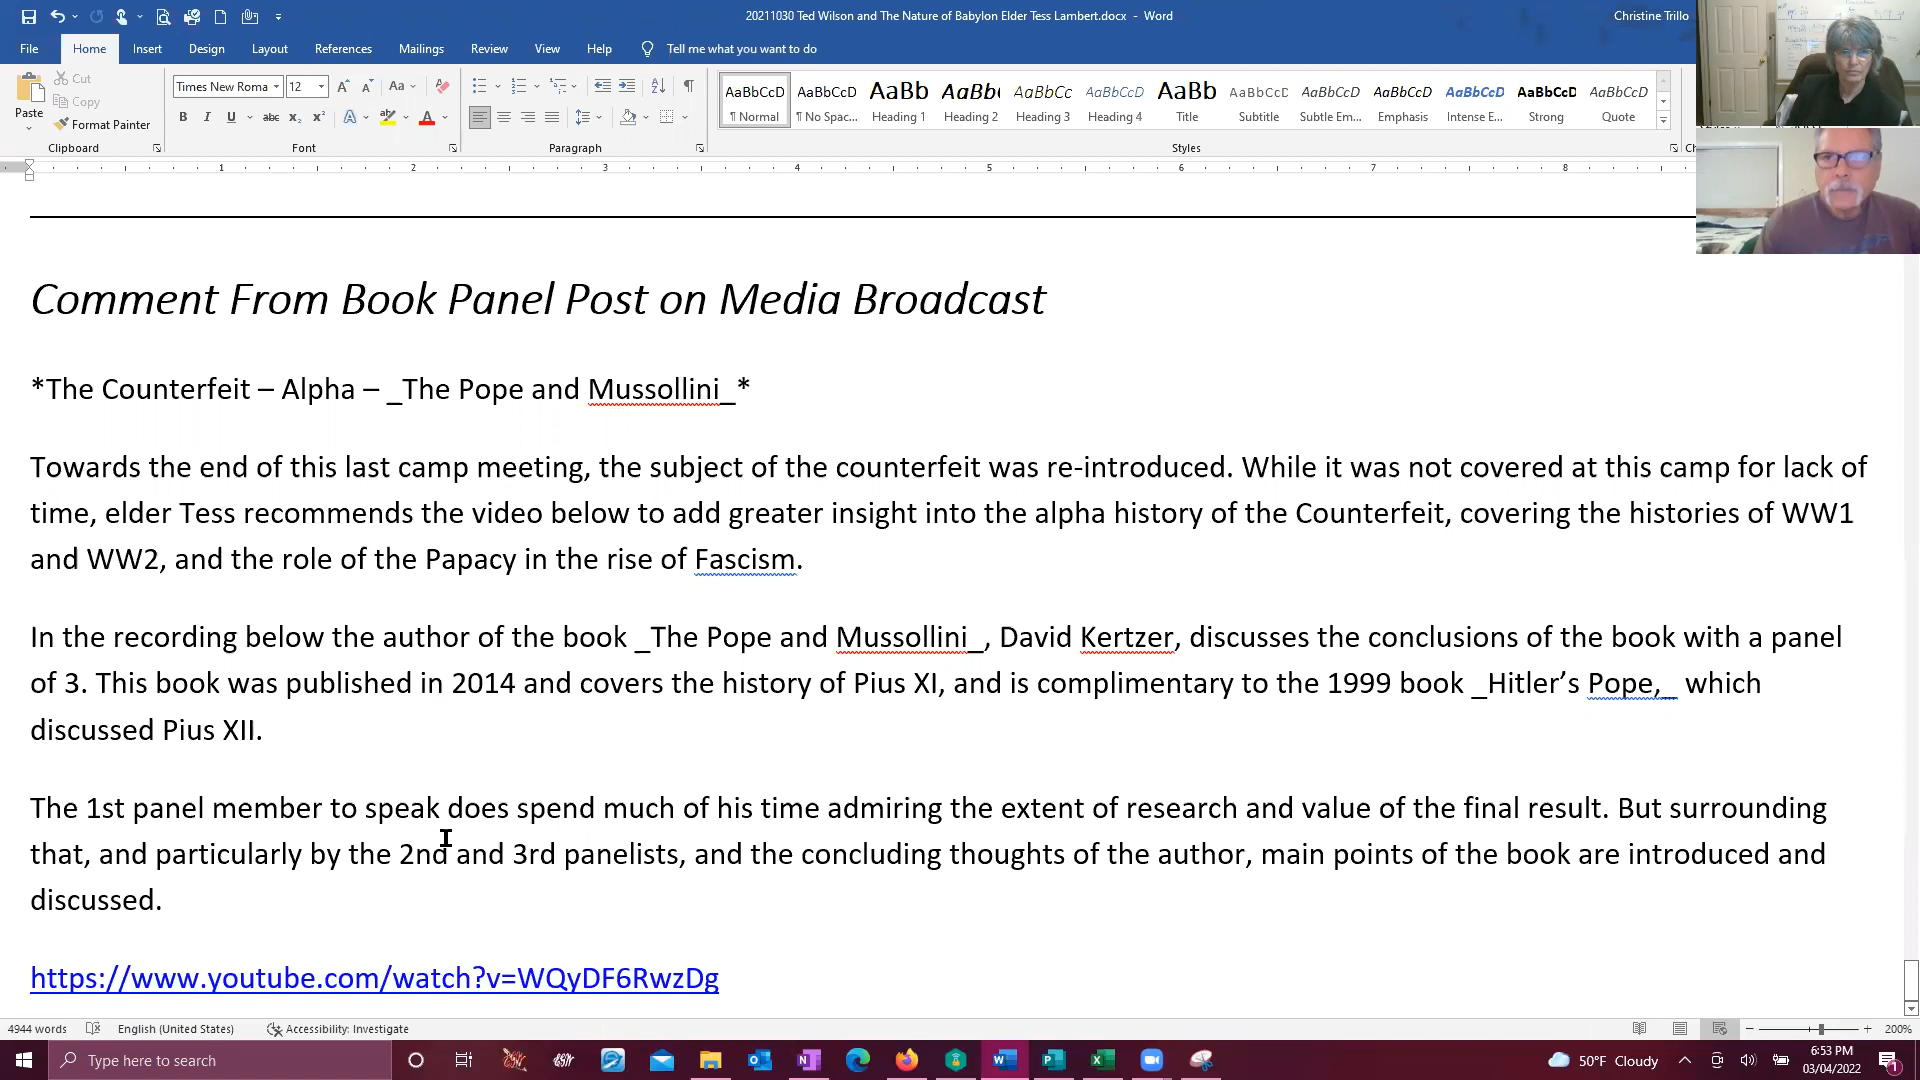 20211030 Ted Wilson and The Nature of Babylon Elder Tess Lambert.docx - Word
Christine Trillo
File Home Insert Design Layout References Mailings Review View Help Tell me what you want to do
Paste
Cut
Copy
Format Painter
Times New Roma 12
B I U abc x₂ x²
AaBbCcD AaBbCcD AaBb AaBb( AaBbCc AaBbCcD AaBb AaBbCcD AaBbCcD AaBbCcD AaBbCcD AaBbCcD AaBbCcD
¶ Normal ¶ No Spac... Heading 1 Heading 2 Heading 3 Heading 4 Title Subtitle Subtle Em... Emphasis Intense E... Strong Quote
Clipboard Font Paragraph Styles
1 2 3 4 5 6 7 8
Comment From Book Panel Post on Media Broadcast
*The Counterfeit – Alpha – _The Pope and Mussollini_*
Towards the end of this last camp meeting, the subject of the counterfeit was re-introduced. While it was not covered at this camp for lack of
time, elder Tess recommends the video below to add greater insight into the alpha history of the Counterfeit, covering the histories of WW1
and WW2, and the role of the Papacy in the rise of Fascism.
In the recording below the author of the book _The Pope and Mussollini_, David Kertzer, discusses the conclusions of the book with a panel
of 3. This book was published in 2014 and covers the history of Pius XI, and is complimentary to the 1999 book _Hitler’s Pope,_ which
discussed Pius XII.
The 1st panel member to speak does spend much of his time admiring the extent of research and value of the final result. But surrounding
that, and particularly by the 2nd and 3rd panelists, and the concluding thoughts of the author, main points of the book are introduced and
discussed.
https://www.youtube.com/watch?v=WQyDF6RwzDg
4944 words English (United States) Accessibility: Investigate 200%
Type here to search
50°F Cloudy
6:53 PM
03/04/2022
1